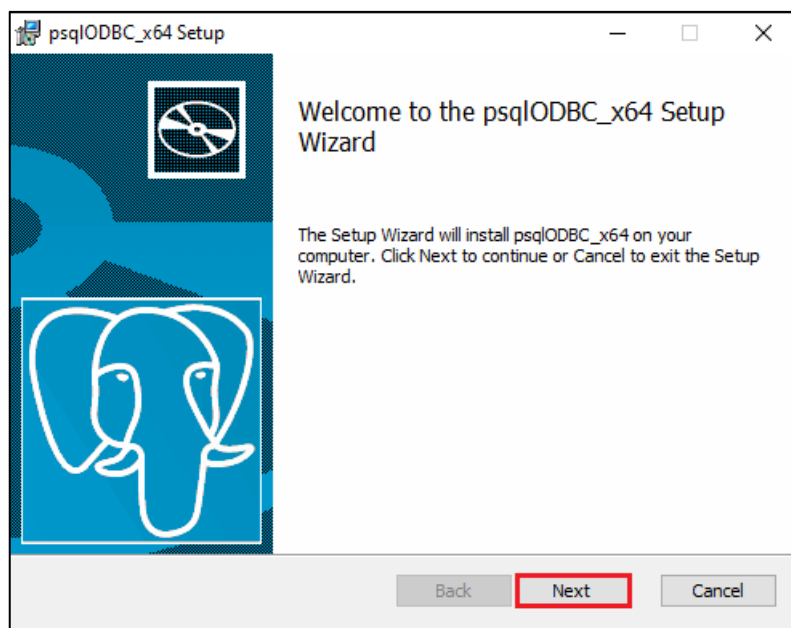 psqlODBC_x64 Setup
Welcome to the psqlODBC_x64 Setup
Wizard
The Setup Wizard will install psqlODBC_x64 on your
computer. Click Next to continue or Cancel to exit the Setup
Wizard.
Back Next Cancel